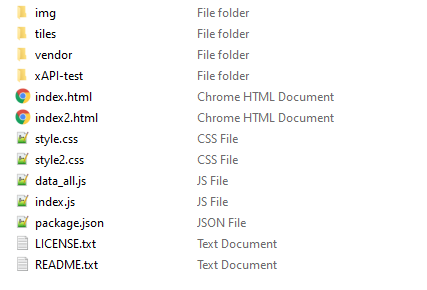 img File folder
tiles File folder
vendor File folder
xAPI-test File folder
index.html Chrome HTML Document
index2.html Chrome HTML Document
style.css CSS File
style2.css CSS File
data_all.js JS File
index.js JS File
package.json JSON File
LICENSE.txt Text Document
README.txt Text Document